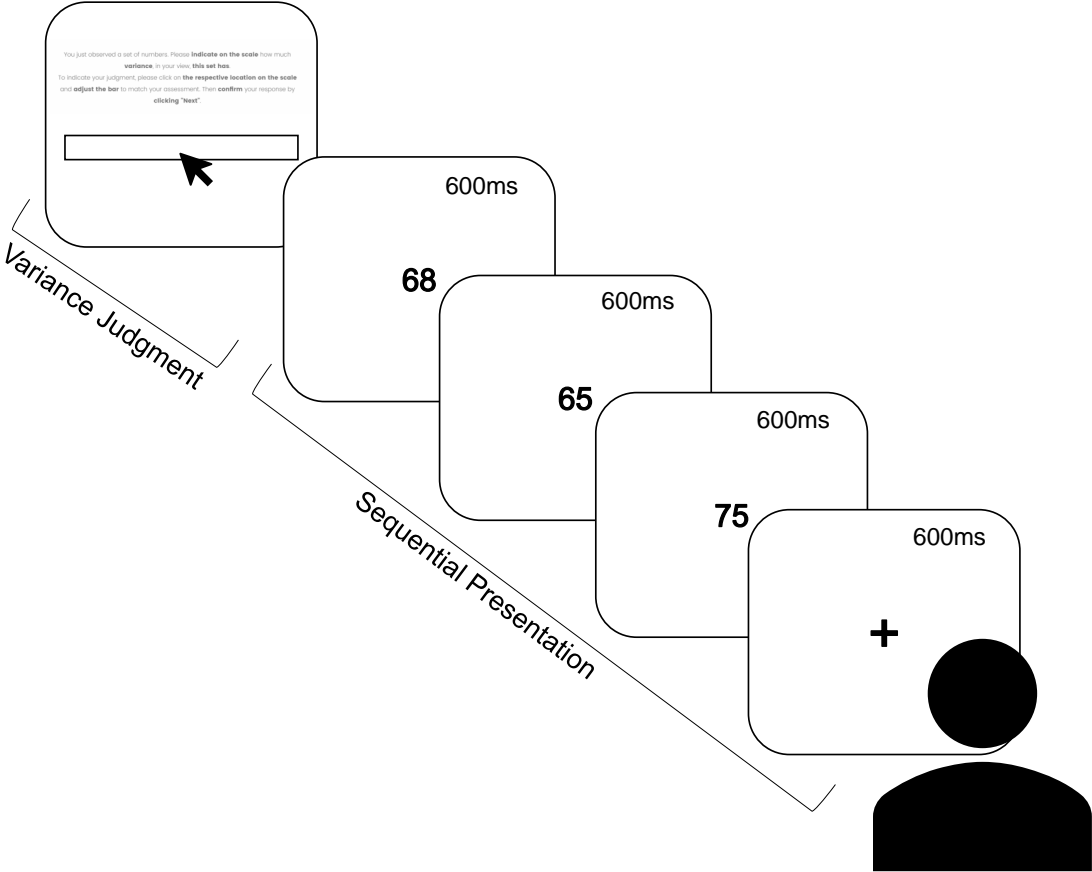 You just observed a set of numbers. Please indicate on the scale how much
variance, in your view, this set has.
To indicate your judgment, please click on the respective location on the scale
and adjust the bar to match your assessment. Then confirm your response by
clicking "Next".
600ms
68
600ms
65
600ms
75
600ms
+
Variance Judgment
Sequential Presentation